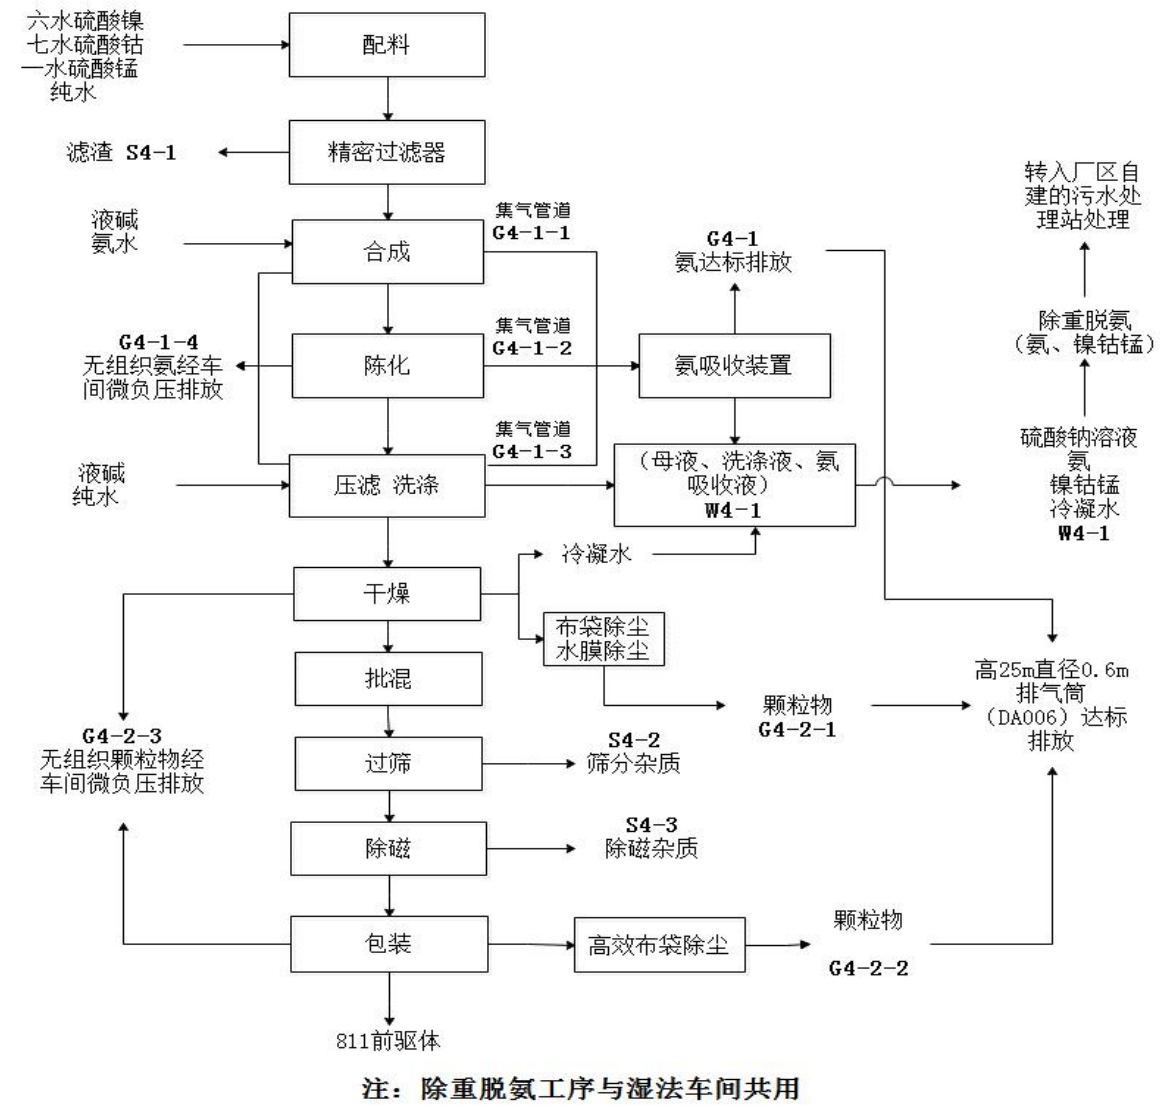 六水硫酸镍
七水硫酸钴
一水硫酸锰
纯水
配料
滤渣 S4-1
精密过滤器
液碱
氨水
合成
集气管道
G4-1-1
G4-1-4
无组织氨经车
间微负压排放
陈化
集气管道
G4-1-2
G4-1
氨达标排放
氨吸收装置
转入厂区自
建的污水处
理站处理
除重脱氨
（氨、镍钴锰）
集气管道
G4-1-3
液碱
纯水
压滤 洗涤
（母液、洗涤液、氨
吸收液）
W4-1
硫酸钠溶液
氨
镍钴锰
冷凝水
W4-1
干燥
冷凝水
布袋除尘
水膜除尘
批混
颗粒物
G4-2-1
高25m直径0.6m
排气筒
（DA006）达标
排放
G4-2-3
无组织颗粒物经
车间微负压排放
过筛
S4-2
筛分杂质
除磁
S4-3
除磁杂质
包装
高效布袋除尘
颗粒物
G4-2-2
811前驱体
注：除重脱氨工序与湿法车间共用